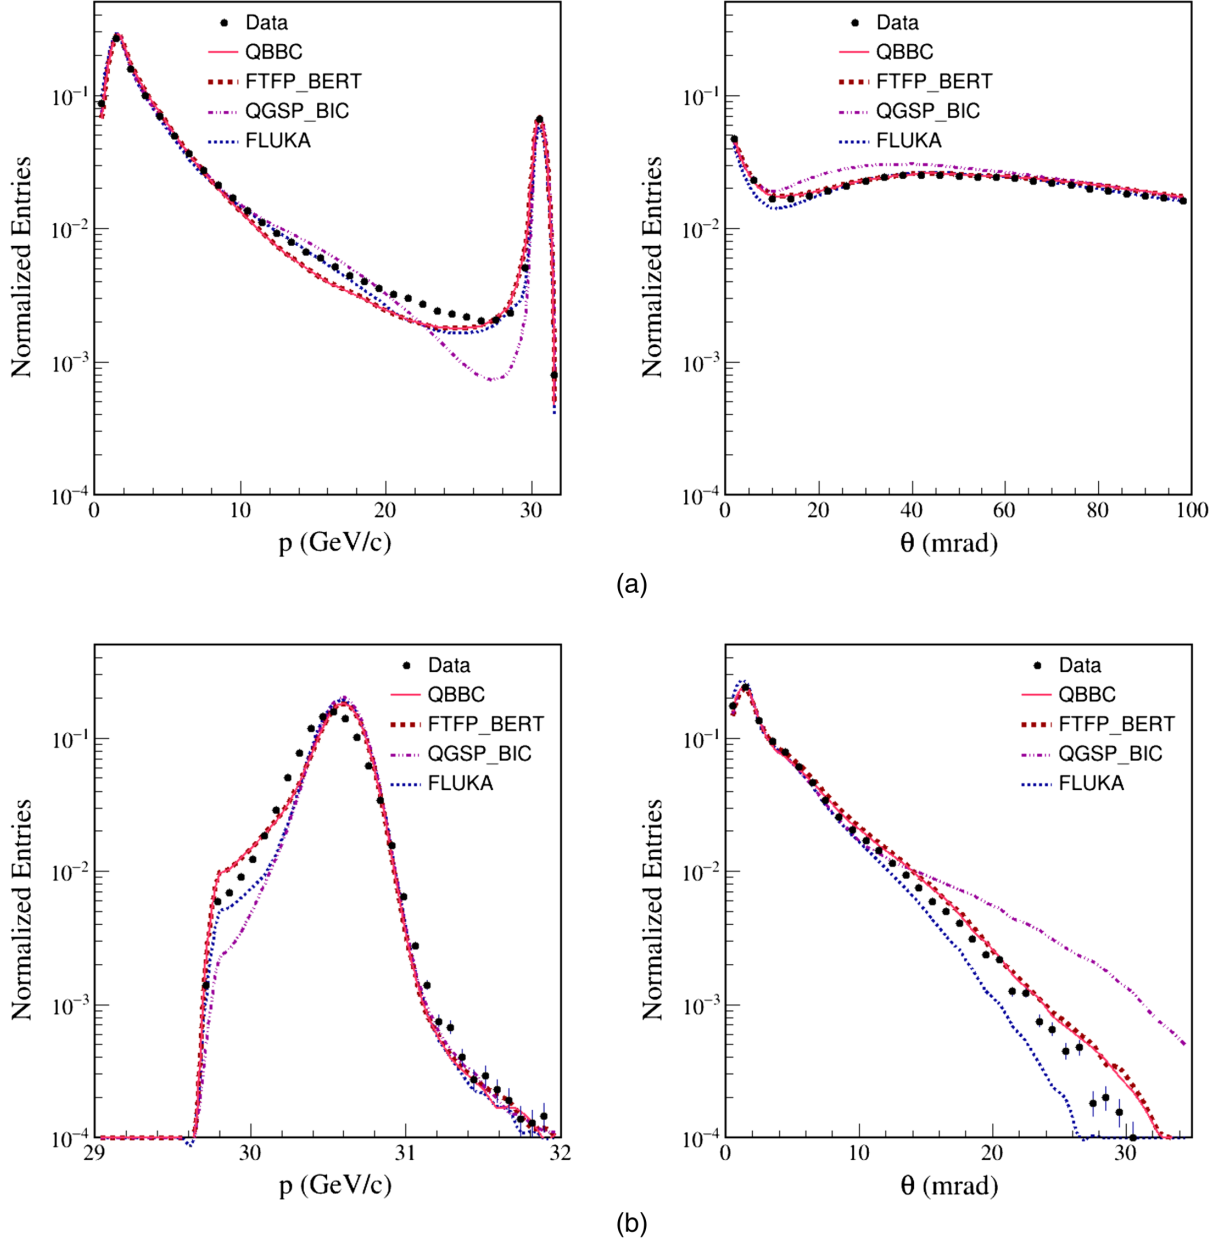 Data
QBBC
FTFP_BERT
QGSP_BIC
FLUKA
Normalized Entries
10⁻¹
10⁻²
10⁻³
10⁻⁴
0 10 20 30
p (GeV/c)
Data
QBBC
FTFP_BERT
QGSP_BIC
FLUKA
Normalized Entries
10⁻¹
10⁻²
10⁻³
10⁻⁴
0 20 40 60 80 100
θ (mrad)
(a)
Data
QBBC
FTFP_BERT
QGSP_BIC
FLUKA
Normalized Entries
10⁻¹
10⁻²
10⁻³
10⁻⁴
29 30 31 32
p (GeV/c)
Data
QBBC
FTFP_BERT
QGSP_BIC
FLUKA
Normalized Entries
10⁻¹
10⁻²
10⁻³
10⁻⁴
0 10 20 30
θ (mrad)
(b)